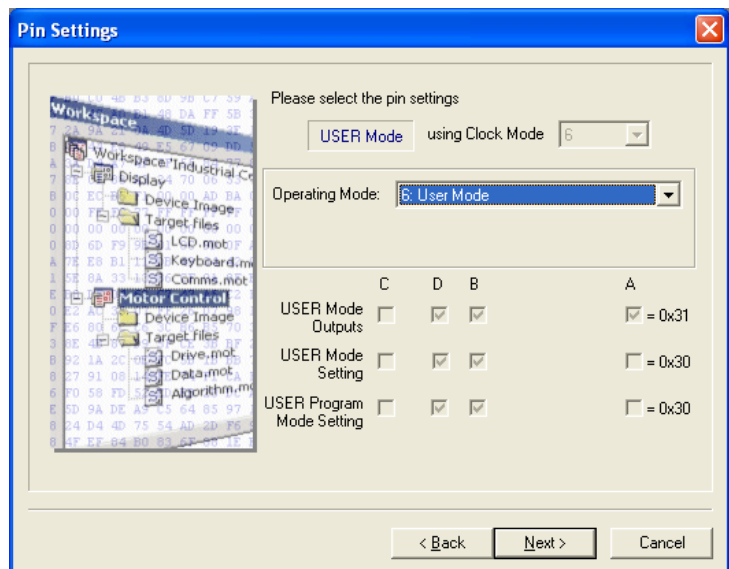 Pin Settings
Please select the pin settings
USER Mode using Clock Mode 6
Operating Mode: 6: User Mode
C D B A
USER Mode Outputs = 0x31
USER Mode Setting = 0x30
USER Program Mode Setting = 0x30
Workspace
Workspace 'Industrial C
Display
Device Image
Target files
LCD.mot
Keyboard.m
Comms.mot
Motor Control
Device Image
Target files
Drive.mot
Data.mot
Algorithm.mo
< Back Next > Cancel